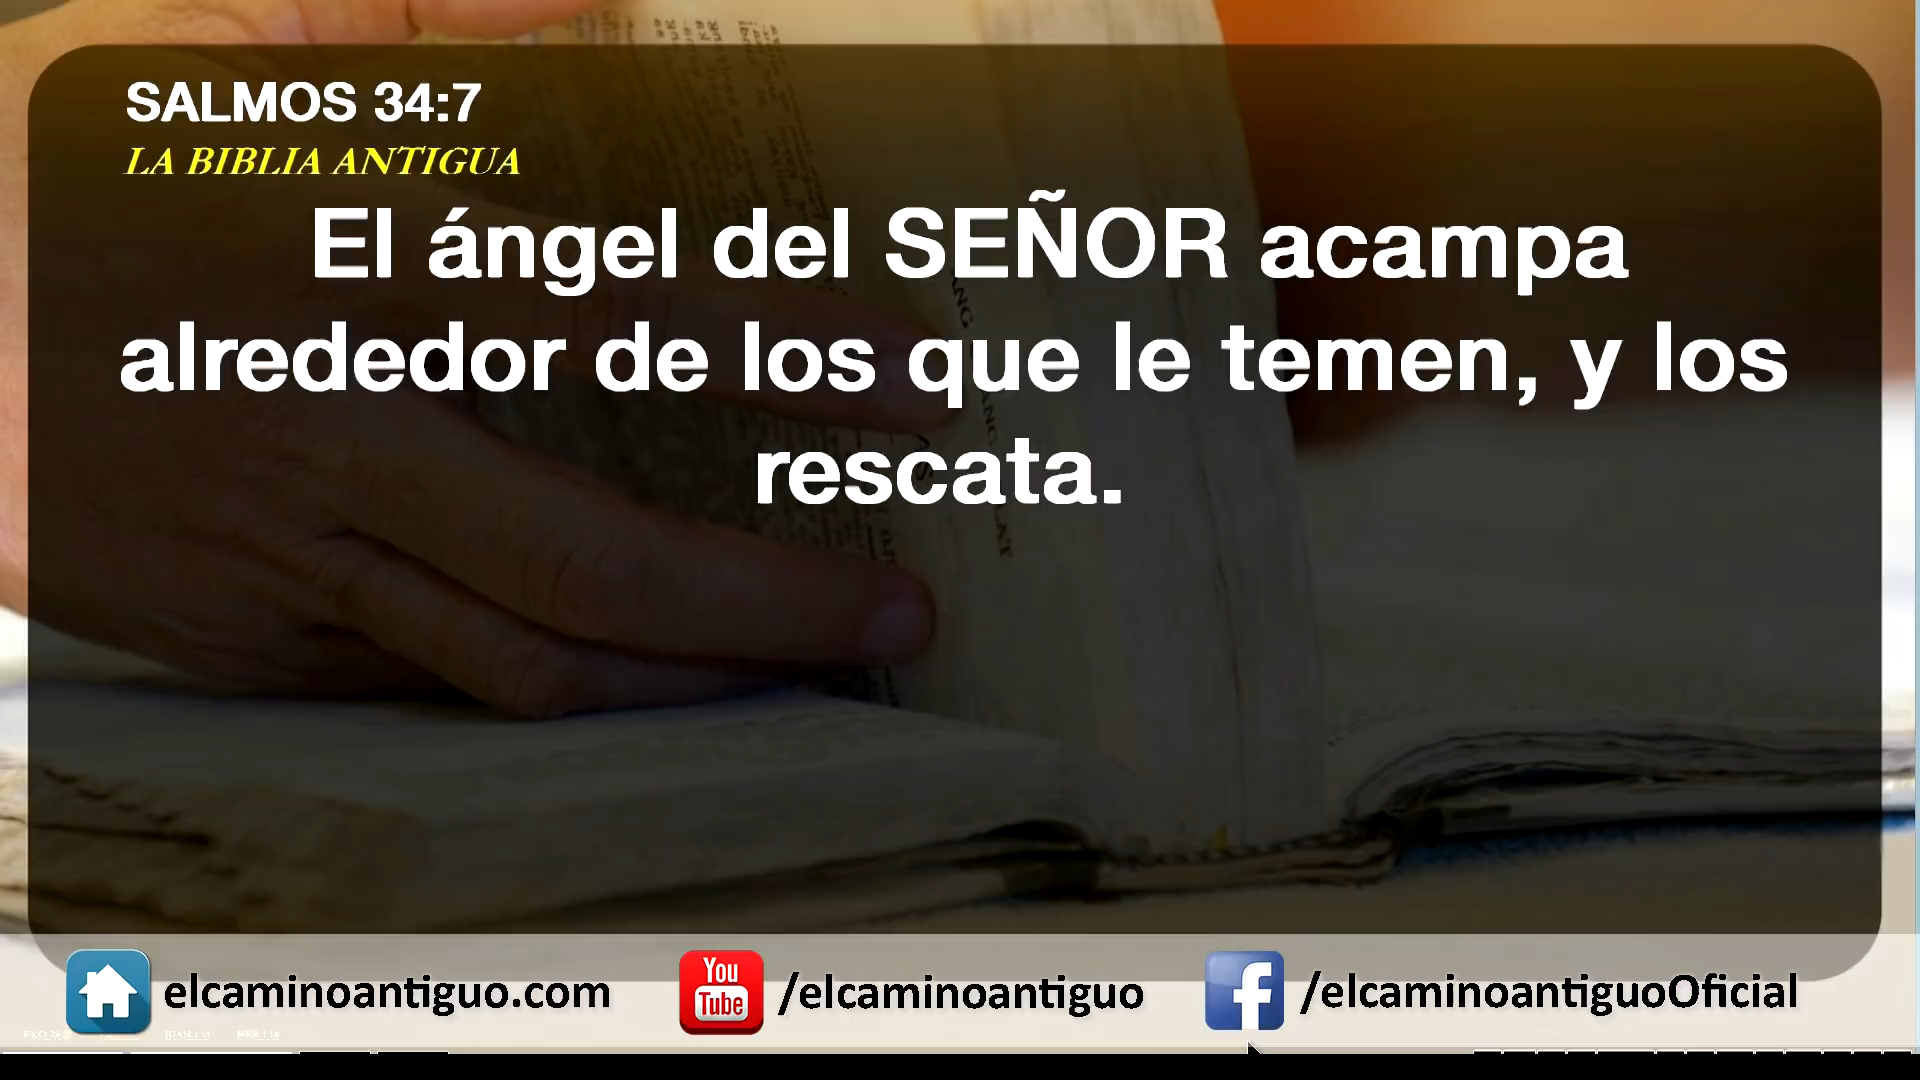 SALMOS 34:7
LA BIBLIA ANTIGUA
El ángel del SEÑOR acampa
alrededor de los que le temen, y los
rescata.
elcaminoantiguo.com
You
Tube
/elcaminoantiguo
f
/elcaminoantiguoOficial